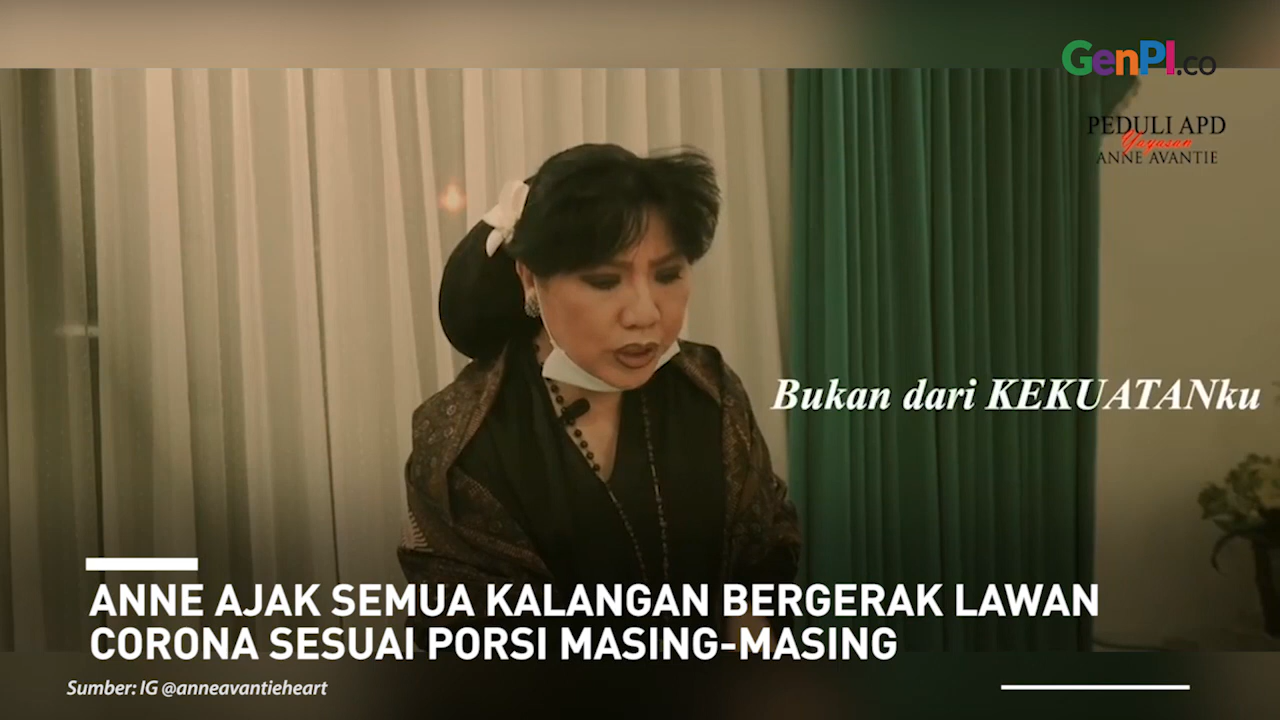 GenPI.co
PEDULI APD
Yayasan
ANNE AVANTIE
Bukan dari KEKUATANku
ANNE AJAK SEMUA KALANGAN BERGERAK LAWAN
CORONA SESUAI PORSI MASING-MASING
Sumber: IG @anneavantieheart